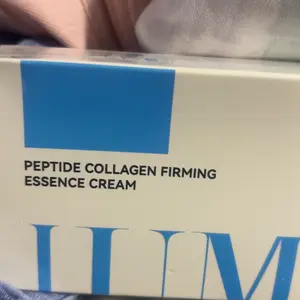 PEPTIDE COLLAGEN FIRMING
ESSENCE CREAM